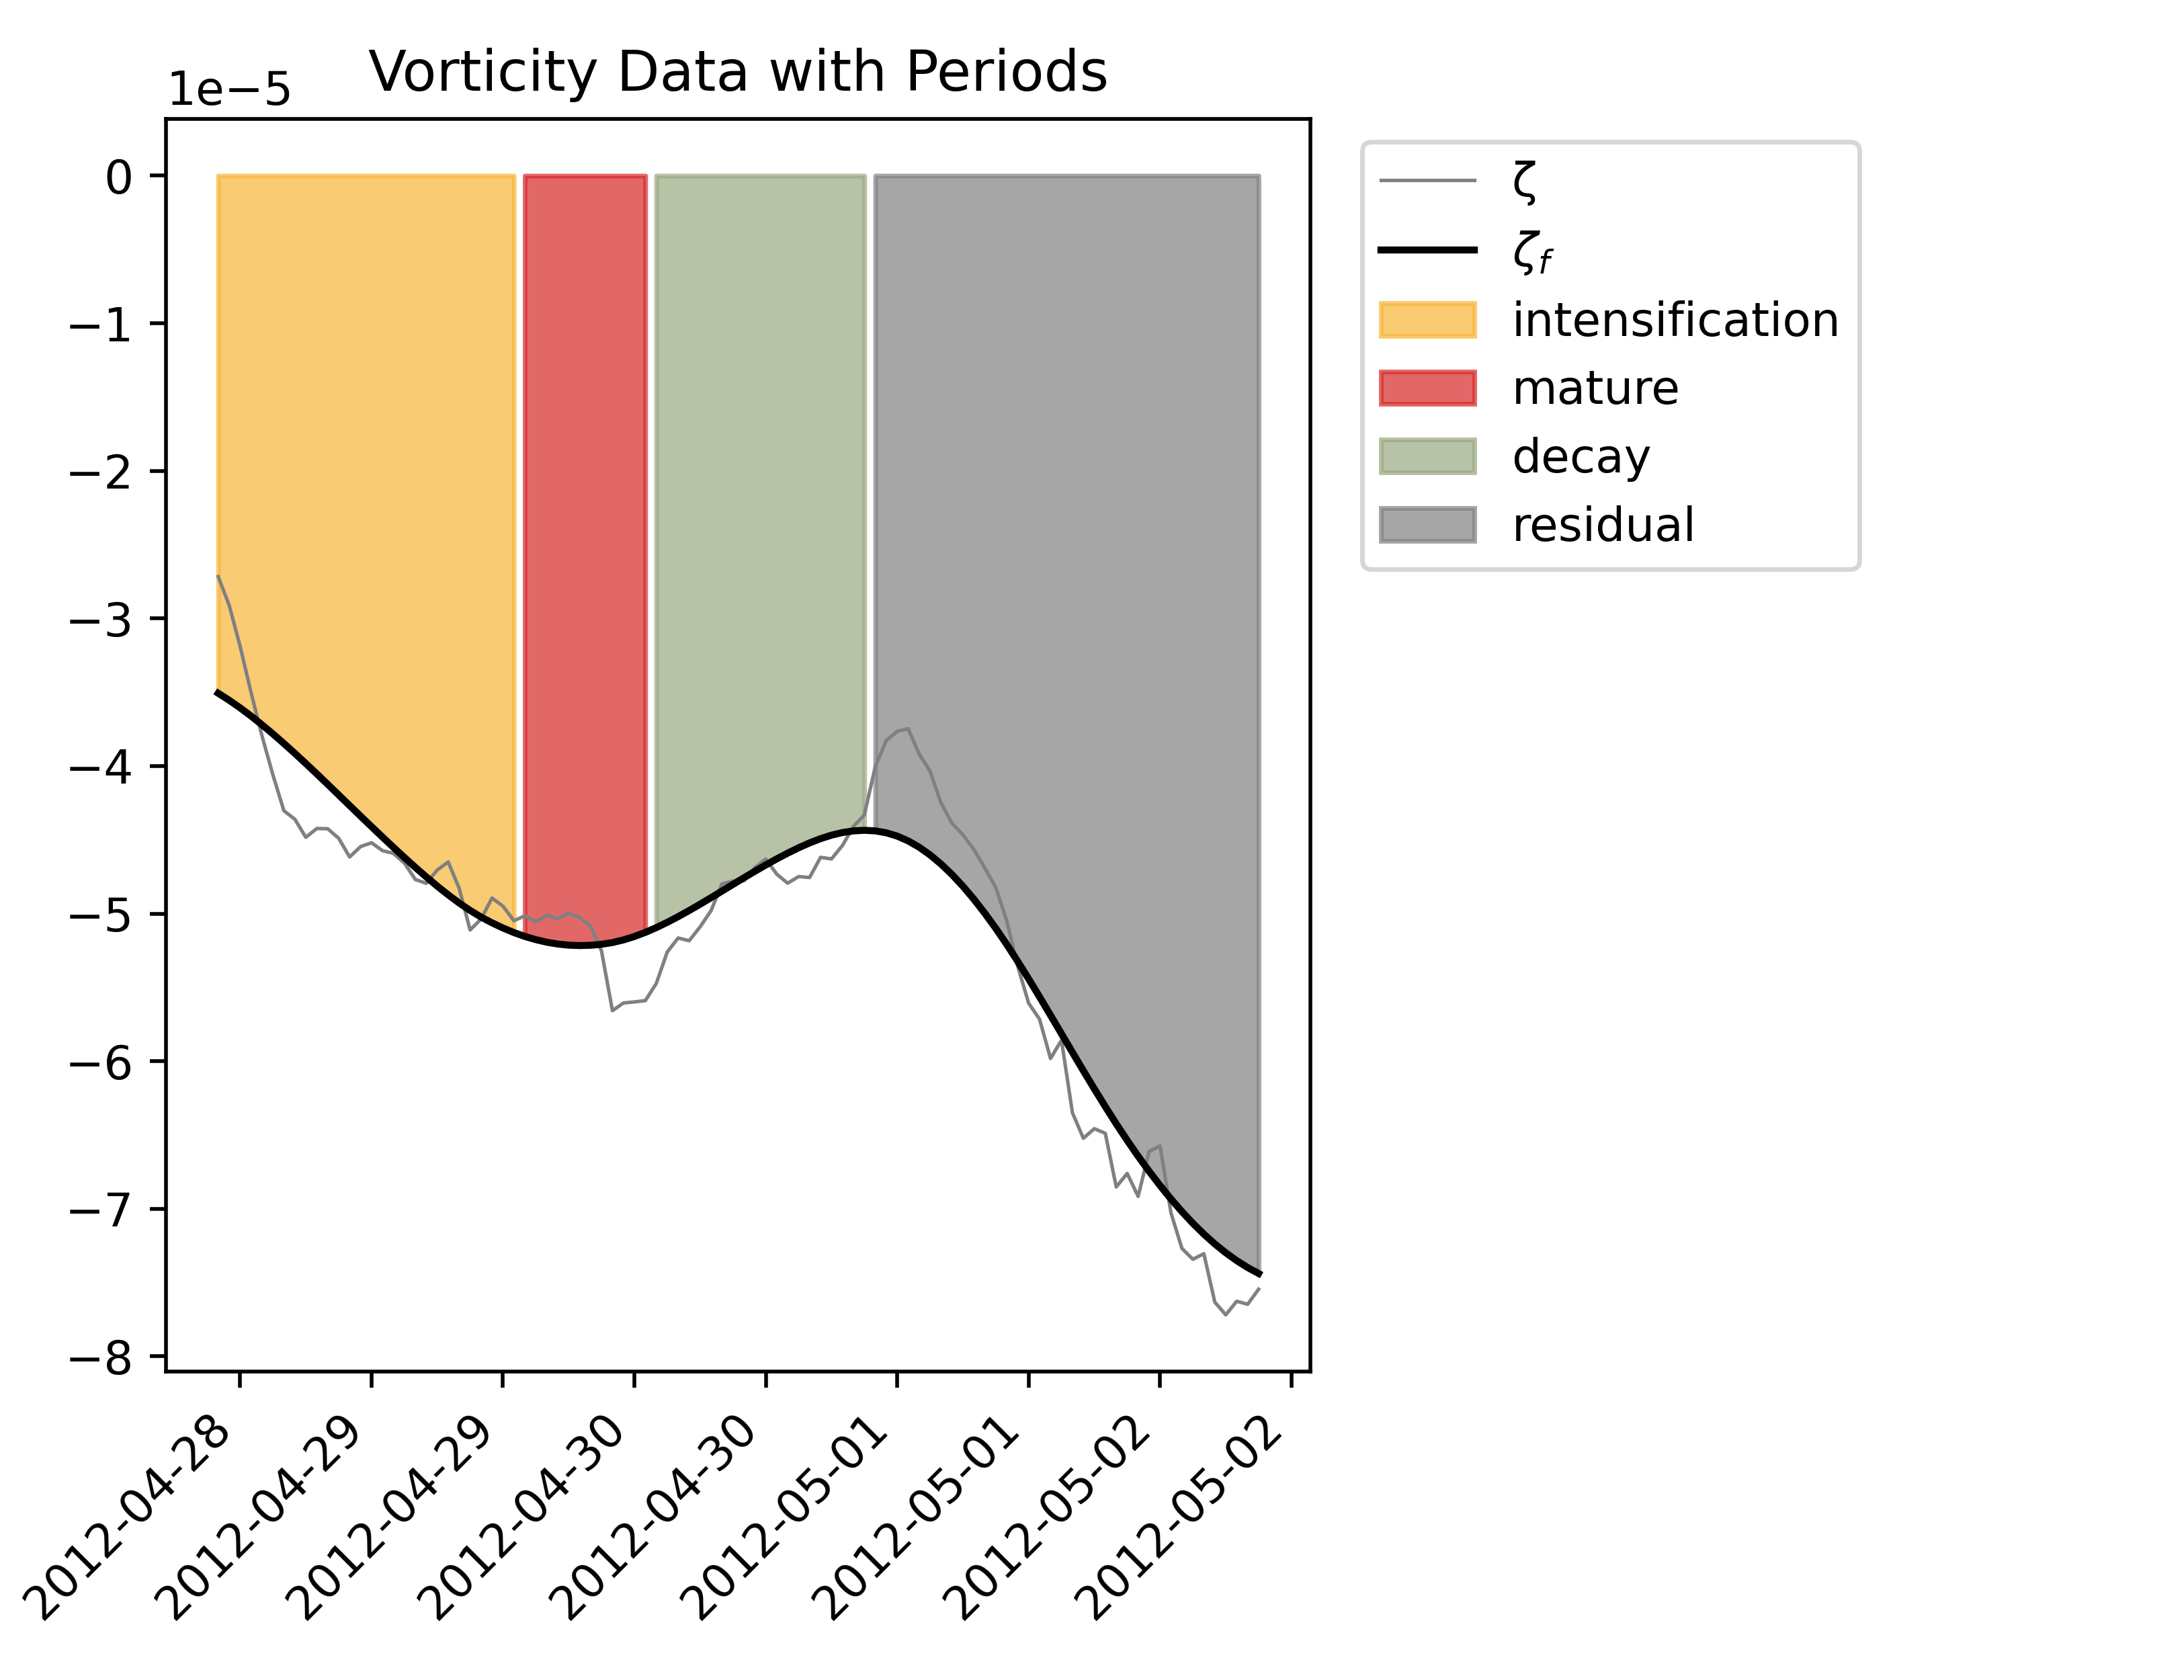 Vorticity Data with Periods
1e−5
0
−1
−2
−3
−4
−5
−6
−7
−8
2012-04-28
2012-04-29
2012-04-29
2012-04-30
2012-04-30
2012-05-01
2012-05-01
2012-05-02
2012-05-02
ζ
ζf
intensification
mature
decay
residual